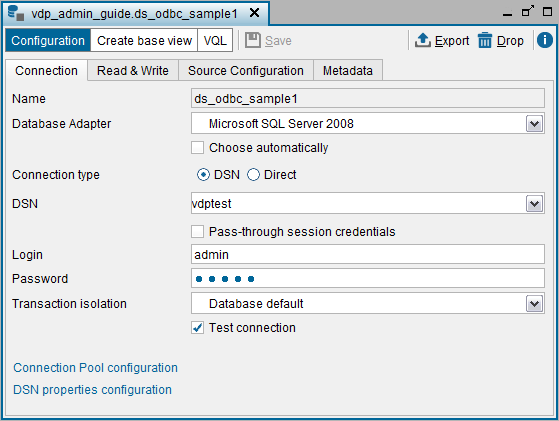 vdp_admin_guide.ds_odbc_sample1
Configuration Create base view VQL Save Export Drop
Connection Read & Write Source Configuration Metadata
Name ds_odbc_sample1
Database Adapter Microsoft SQL Server 2008
Choose automatically
Connection type DSN Direct
DSN vdptest
Pass-through session credentials
Login admin
Password
Transaction isolation Database default
Test connection
Connection Pool configuration
DSN properties configuration